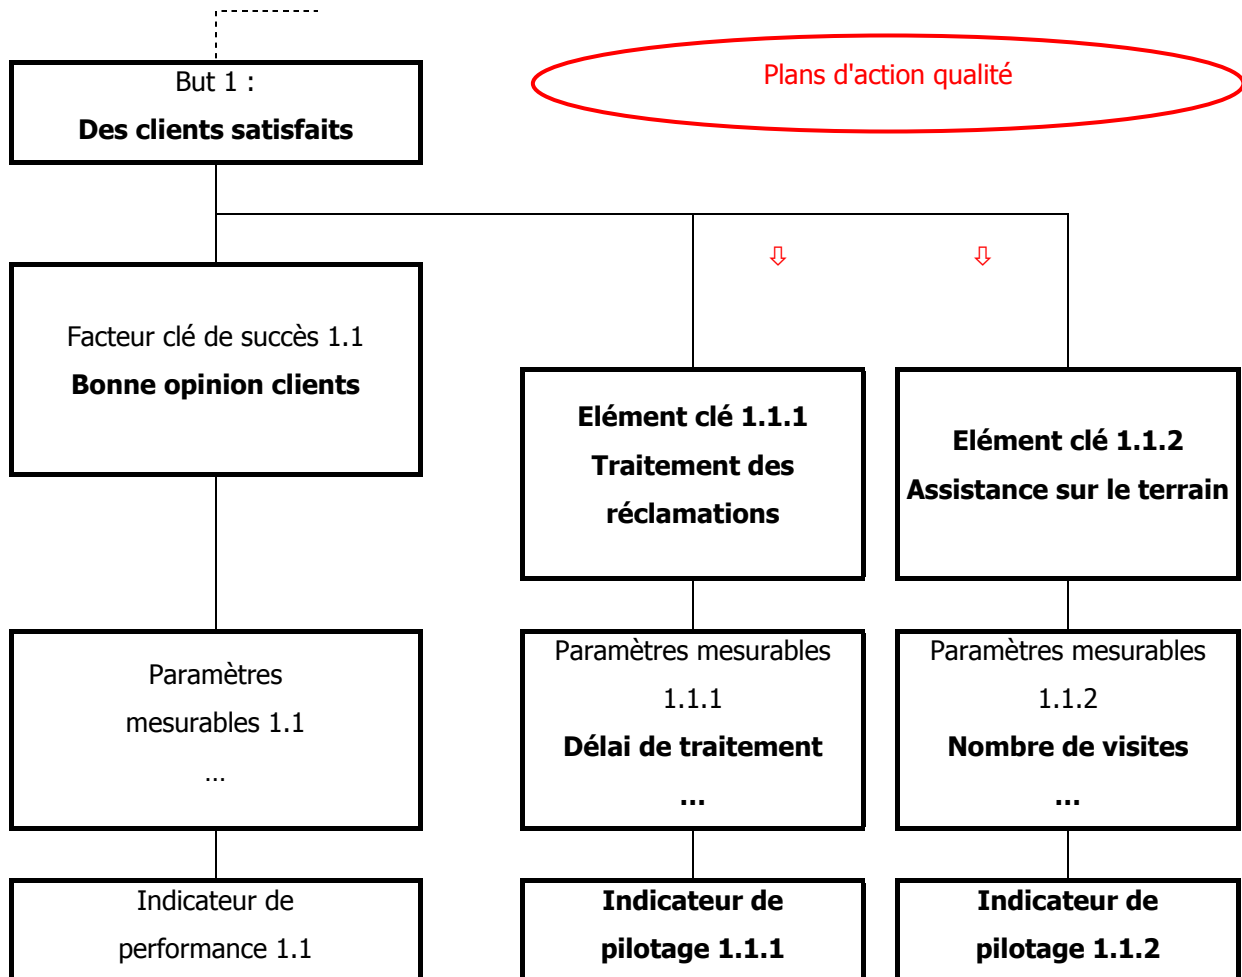 But 1 :
Des clients satisfaits
Plans d'action qualité
⇩
⇩
Facteur clé de succès 1.1
Bonne opinion clients
Elément clé 1.1.1
Traitement des
réclamations
Elément clé 1.1.2
Assistance sur le terrain
Paramètres
mesurables 1.1
…
Paramètres mesurables
1.1.1
Délai de traitement
…
Paramètres mesurables
1.1.2
Nombre de visites
…
Indicateur de
performance 1.1
Indicateur de
pilotage 1.1.1
Indicateur de
pilotage 1.1.2